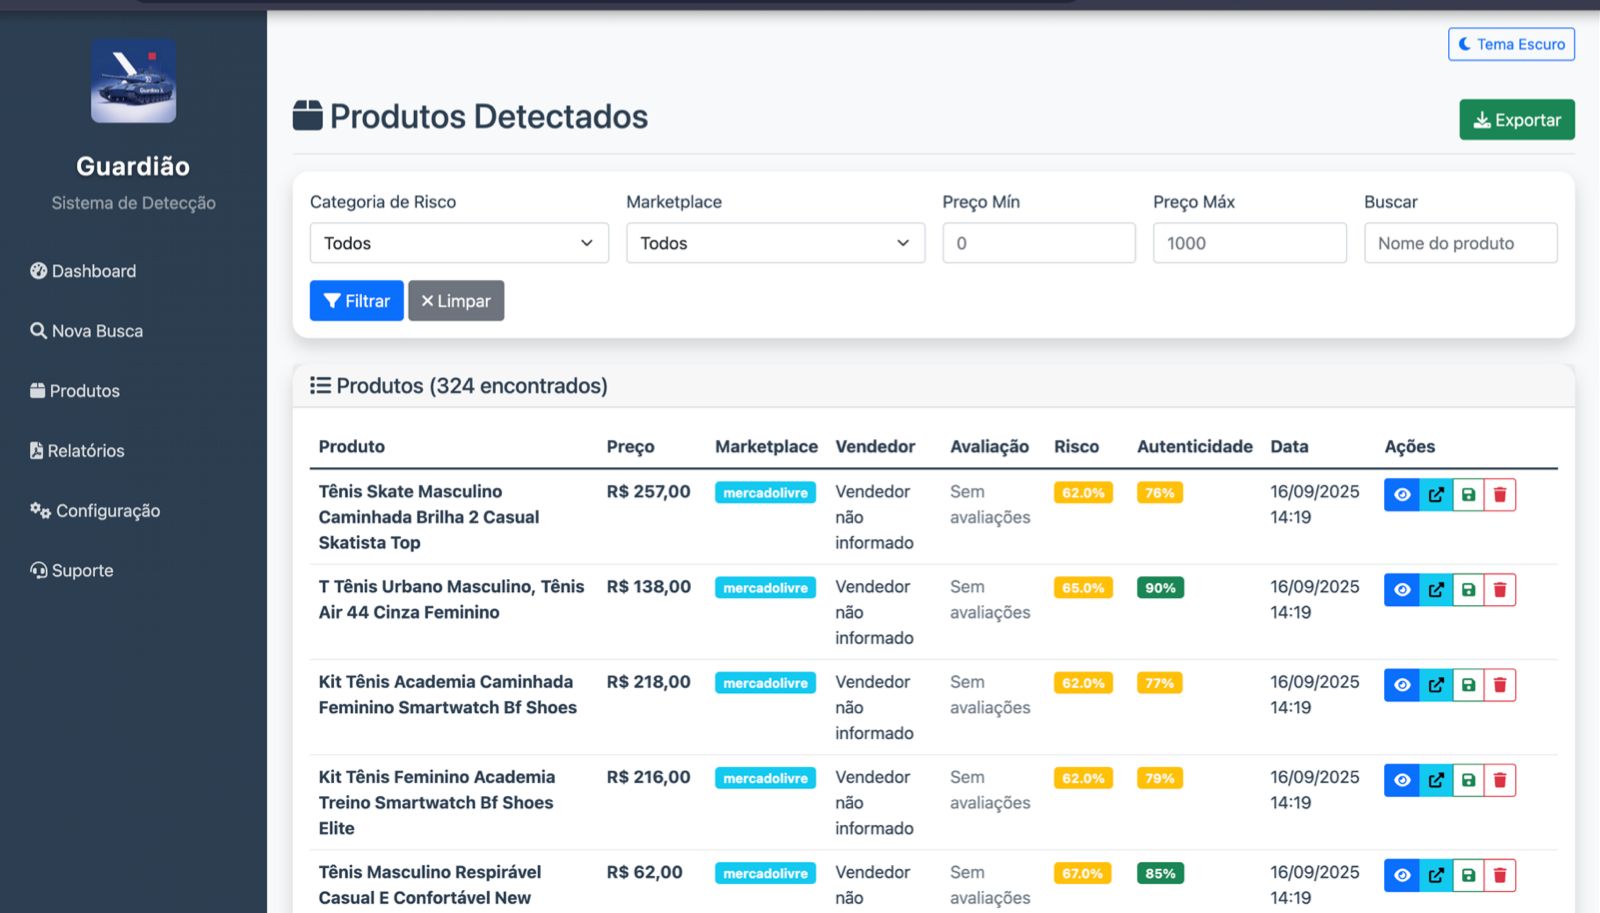 Tema Escuro
Produtos Detectados
Exportar
Guardião
Sistema de Detecção
Dashboard
Nova Busca
Produtos
Relatórios
Configuração
Suporte
Categoria de Risco Marketplace Preço Mín Preço Máx Buscar
Todos Todos 0 1000 Nome do produto
Filtrar Limpar
Produtos (324 encontrados)
Produto Preço Marketplace Vendedor Avaliação Risco Autenticidade Data Ações
Tênis Skate Masculino R$ 257,00 mercadolivre Vendedor Sem 62.0% 76% 16/09/2025
Caminhada Brilha 2 Casual não avaliações 14:19
Skatista Top informado
T Tênis Urbano Masculino, Tênis R$ 138,00 mercadolivre Vendedor Sem 65.0% 90% 16/09/2025
Air 44 Cinza Feminino não avaliações 14:19
informado
Kit Tênis Academia Caminhada R$ 218,00 mercadolivre Vendedor Sem 62.0% 77% 16/09/2025
Feminino Smartwatch Bf Shoes não avaliações 14:19
informado
Kit Tênis Feminino Academia R$ 216,00 mercadolivre Vendedor Sem 62.0% 79% 16/09/2025
Treino Smartwatch Bf Shoes não avaliações 14:19
Elite informado
Tênis Masculino Respirável R$ 62,00 mercadolivre Vendedor Sem 67.0% 85% 16/09/2025
Casual E Confortável New não avaliações 14:19